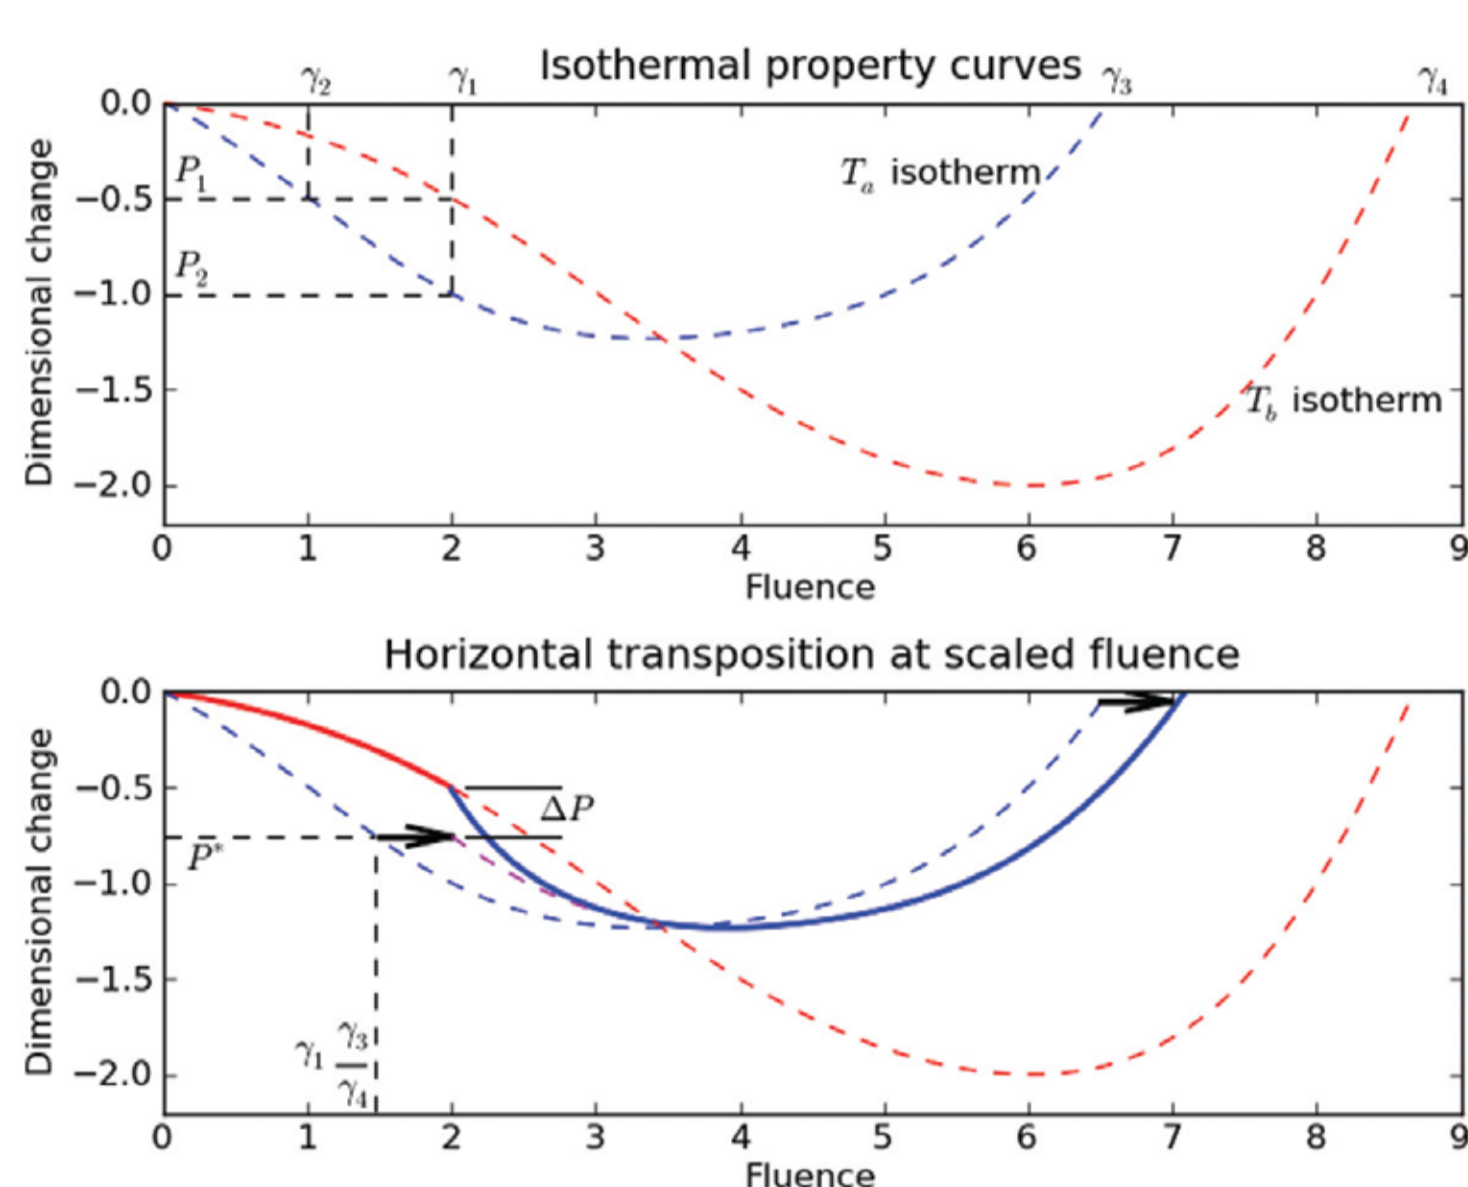 Isothermal property curves
γ₂ γ₁ γ₃ γ₄
0.0
−0.5
−1.0
−1.5
−2.0
Dimensional change
P₁
P₂
Tₐ isotherm
T_b isotherm
0 1 2 3 4 5 6 7 8 9
Fluence
Horizontal transposition at scaled fluence
0.0
−0.5
−1.0
−1.5
−2.0
Dimensional change
ΔP
P*
γ₁ γ₃/γ₄
0 1 2 3 4 5 6 7 8 9
Fluence